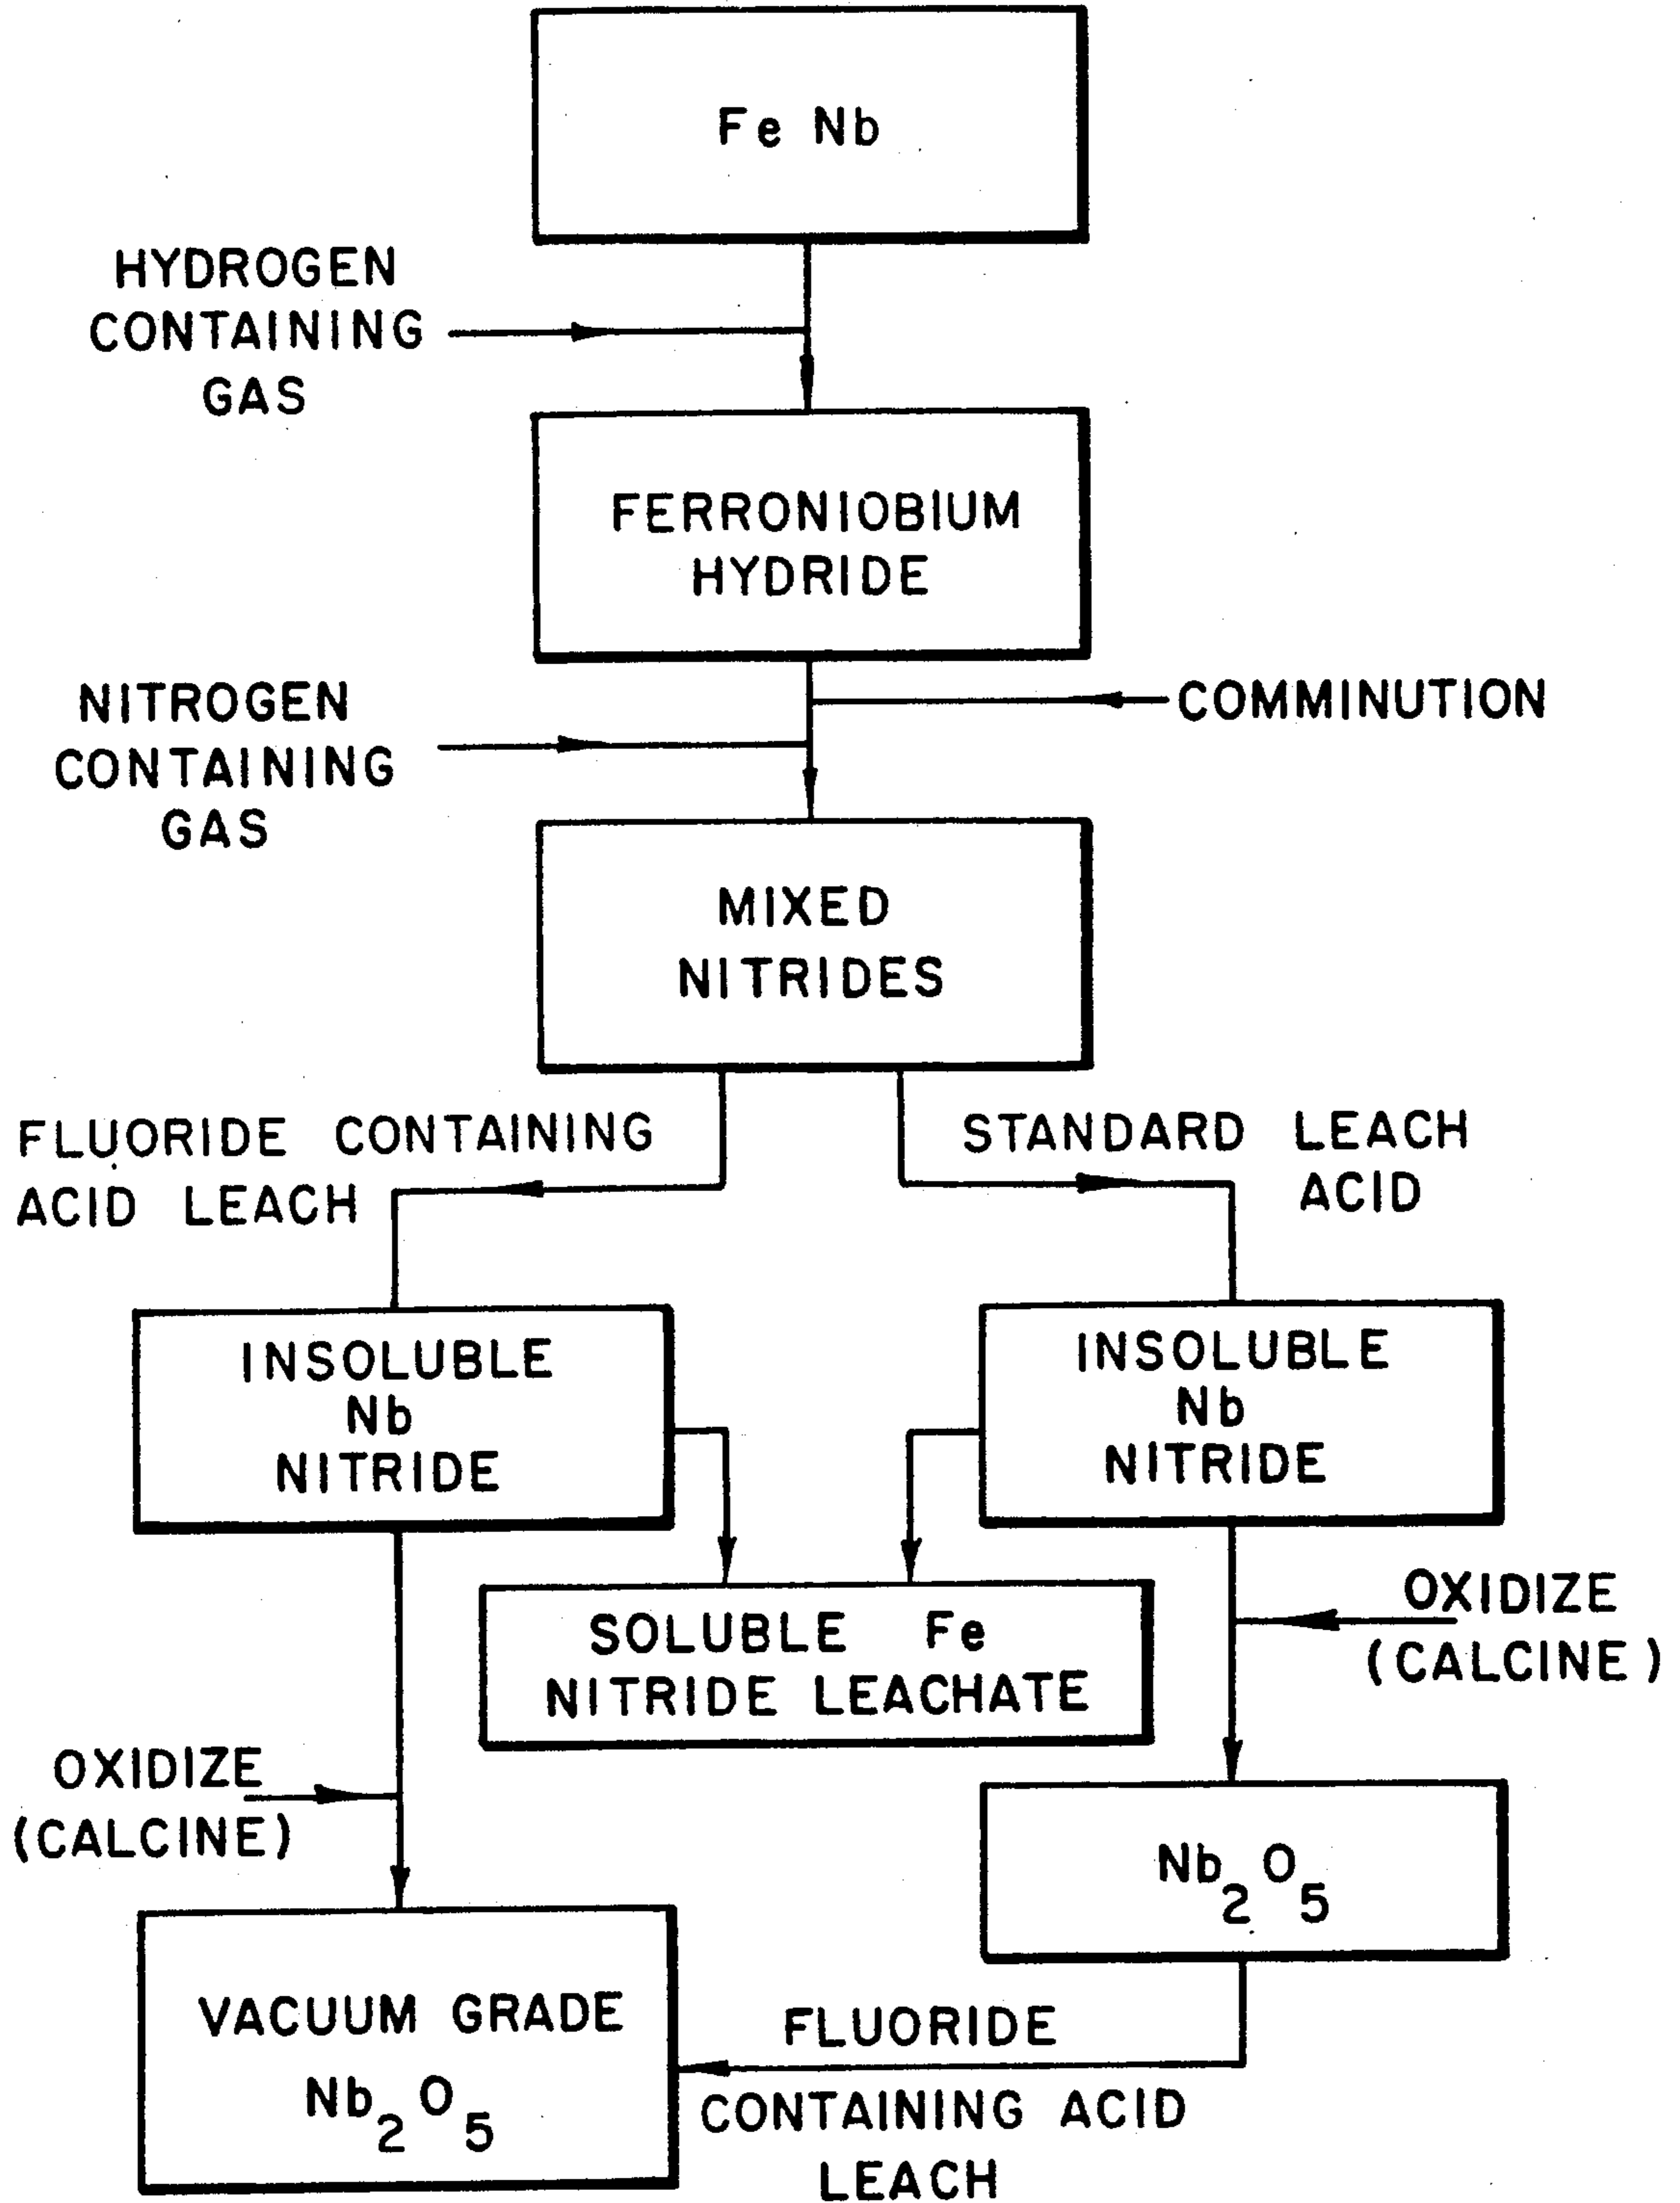 Fe Nb
HYDROGEN
CONTAINING
GAS
FERRONIOBIUM
HYDRIDE
NITROGEN
CONTAINING
GAS
COMMINUTION
MIXED
NITRIDES
FLUORIDE CONTAINING
ACID LEACH
STANDARD LEACH
ACID
INSOLUBLE
Nb
NITRIDE
INSOLUBLE
Nb
NITRIDE
SOLUBLE Fe
NITRIDE LEACHATE
OXIDIZE
(CALCINE)
OXIDIZE
(CALCINE)
Nb2O5
VACUUM GRADE
Nb2O5
FLUORIDE
CONTAINING ACID
LEACH